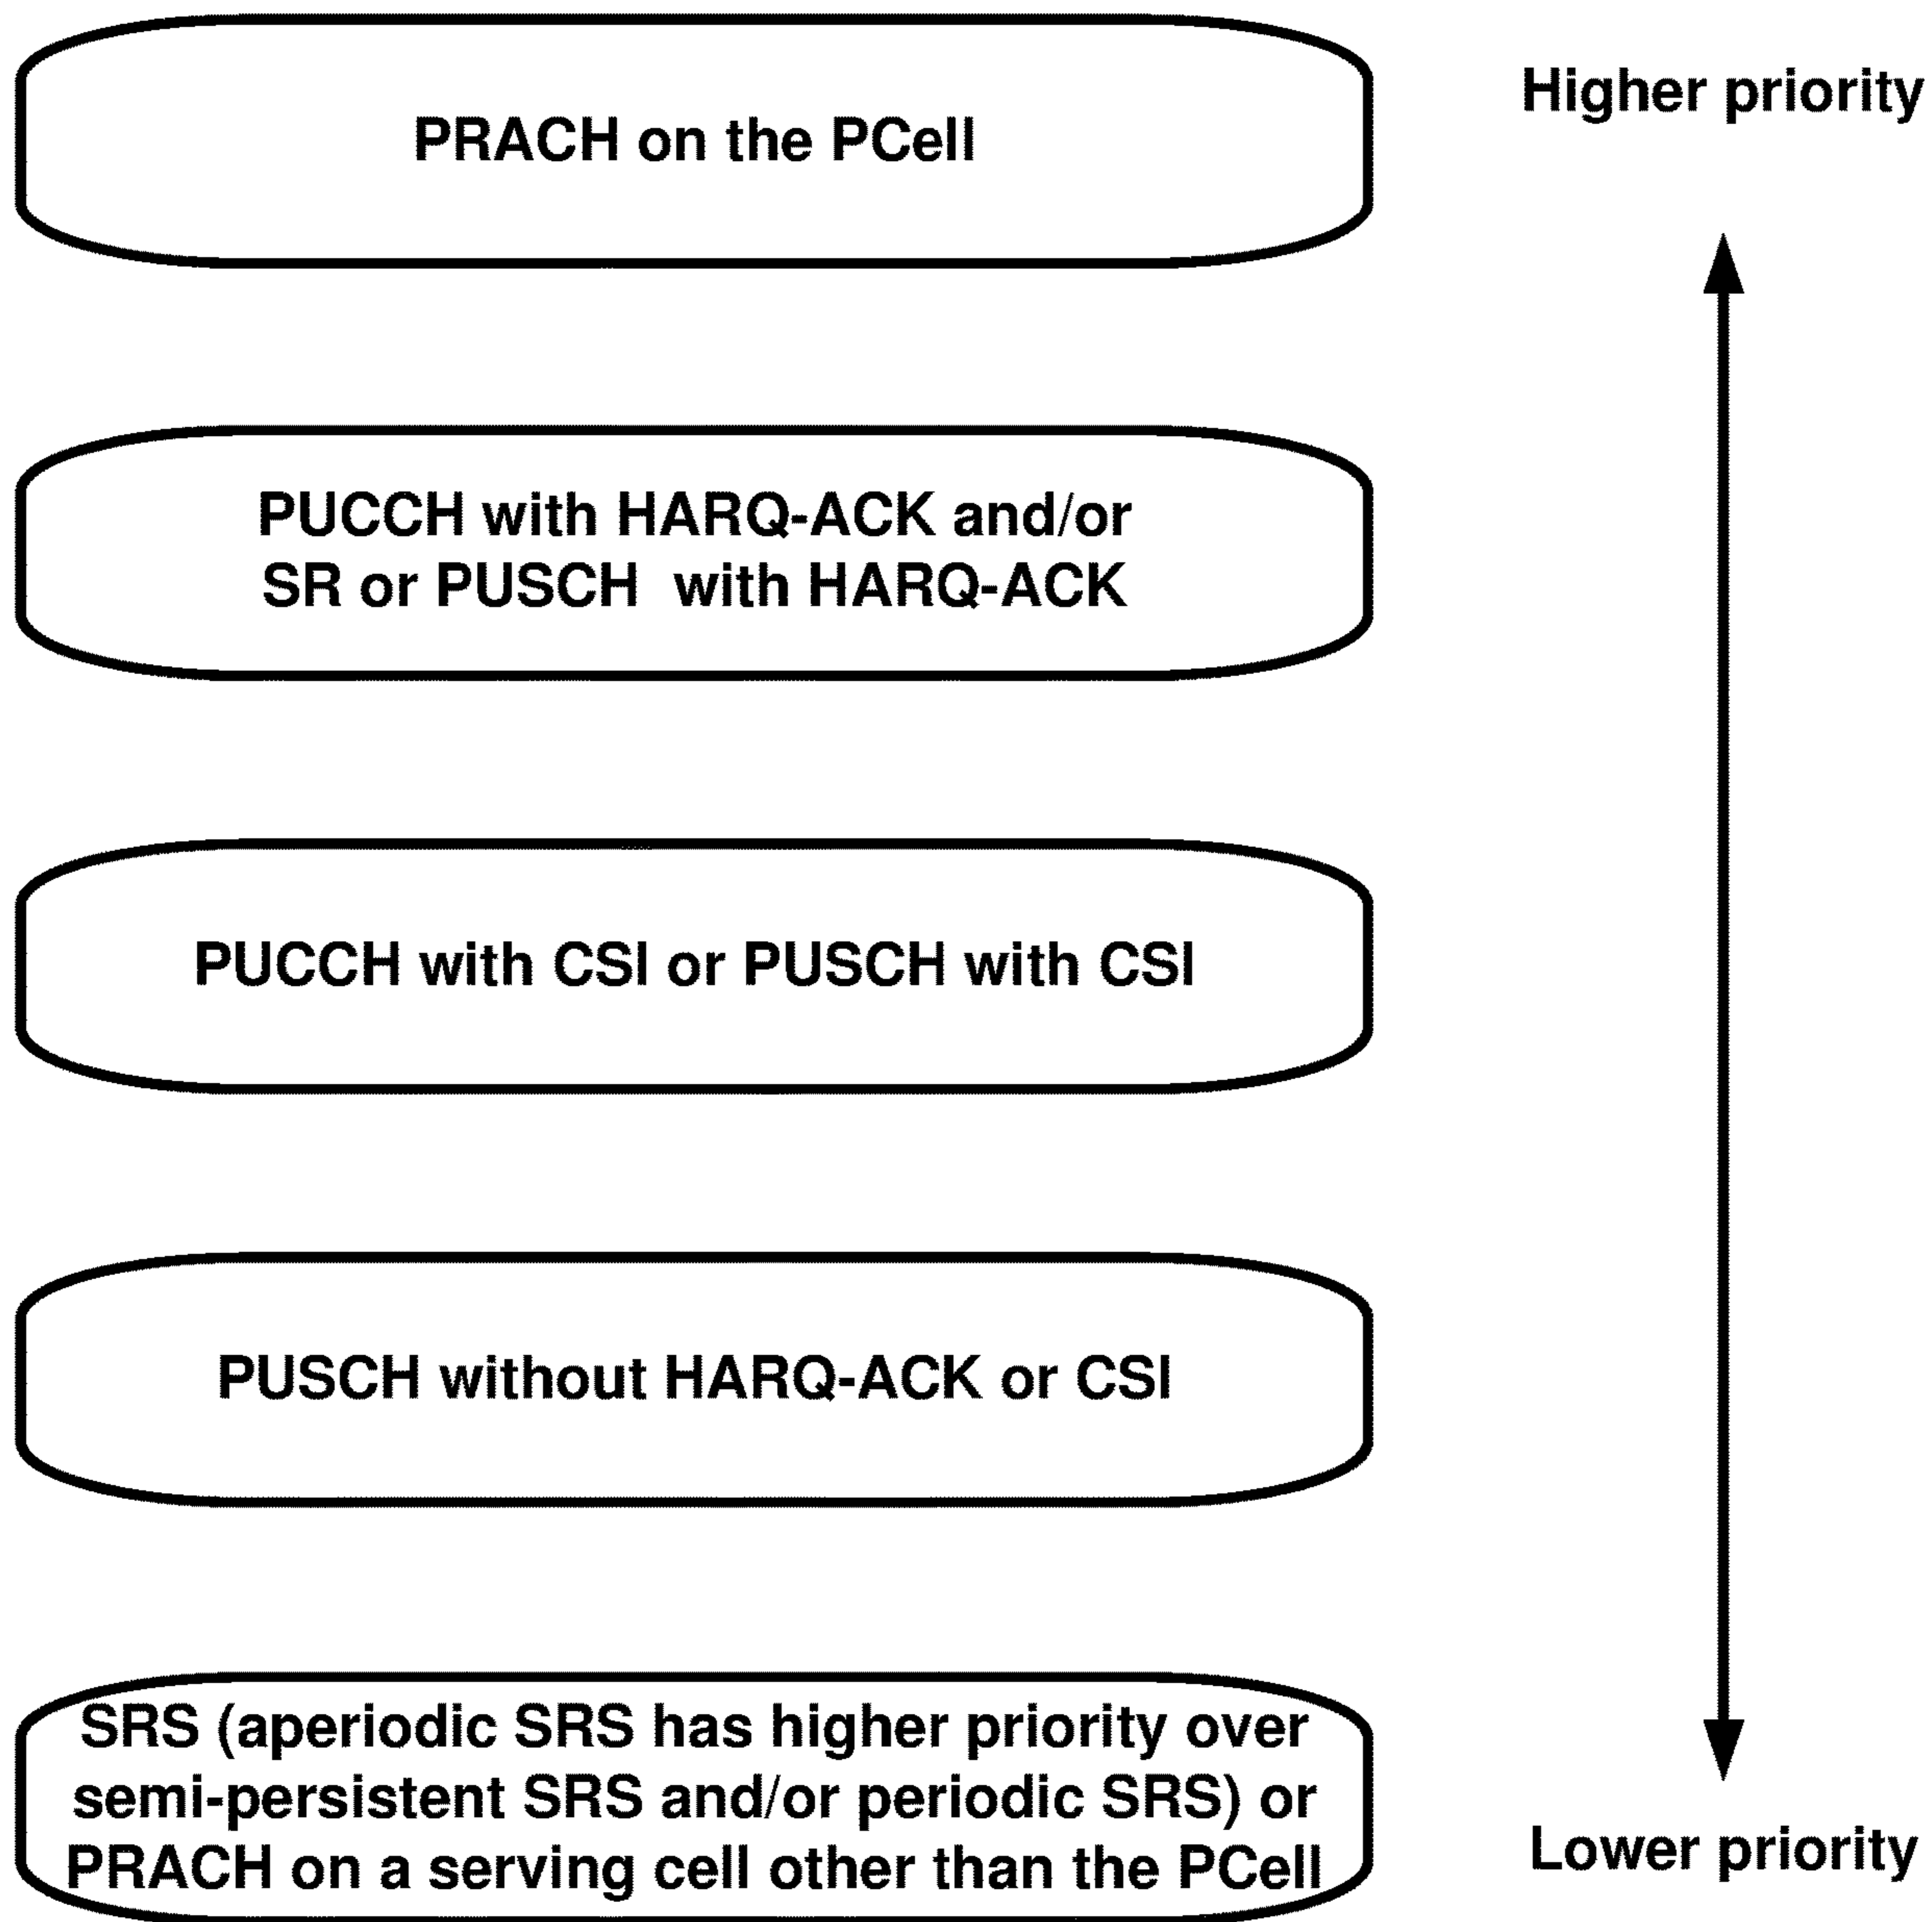 Higher priority
PRACH on the PCell
PUCCH with HARQ-ACK and/or
SR or PUSCH with HARQ-ACK
PUCCH with CSI or PUSCH with CSI
PUSCH without HARQ-ACK or CSI
SRS (aperiodic SRS has higher priority over
semi-persistent SRS and/or periodic SRS) or
PRACH on a serving cell other than the PCell
Lower priority